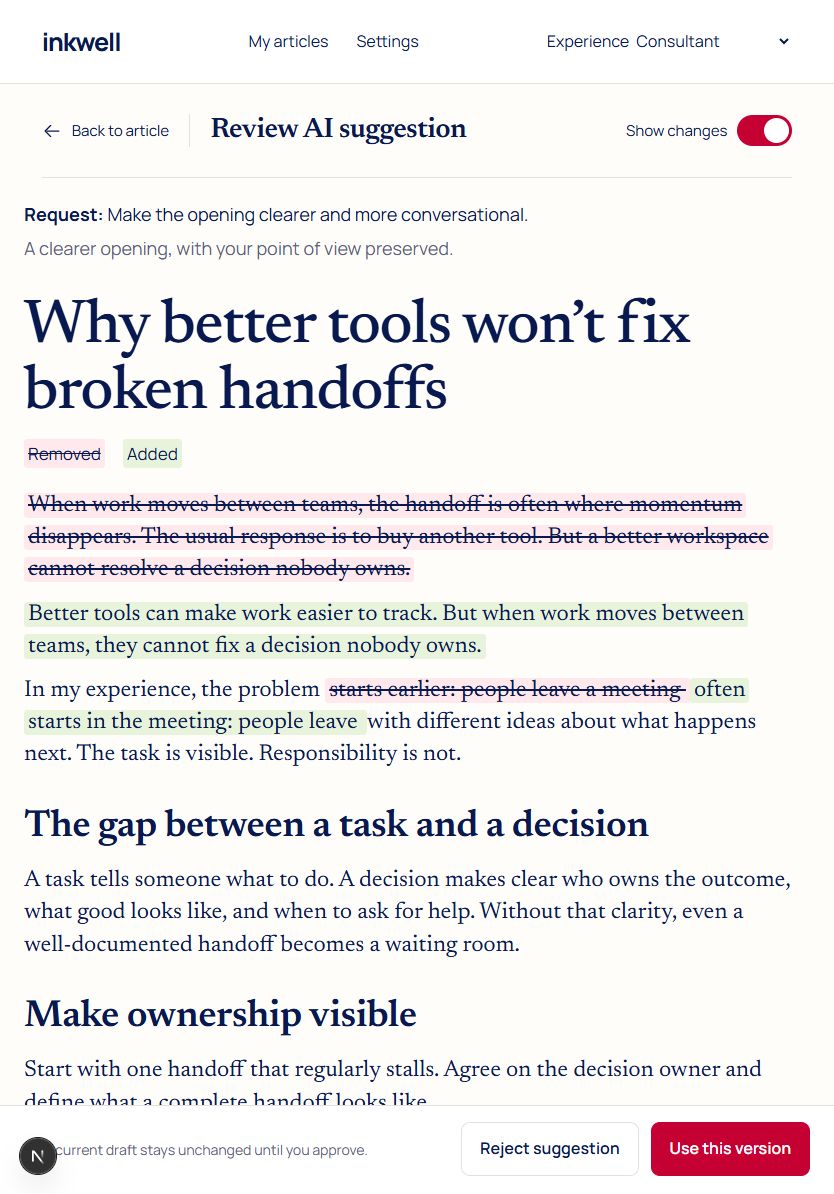 inkwell
My articles Settings
Experience Consultant
Back to article
Review AI suggestion
Show changes
Request: Make the opening clearer and more conversational.
A clearer opening, with your point of view preserved.
Why better tools won’t fix
broken handoffs
Removed Added
When work moves between teams, the handoff is often where momentum
disappears. The usual response is to buy another tool. But a better workspace
cannot resolve a decision nobody owns.
Better tools can make work easier to track. But when work moves between
teams, they cannot fix a decision nobody owns.
In my experience, the problem starts earlier: people leave a meeting often
starts in the meeting: people leave with different ideas about what happens
next. The task is visible. Responsibility is not.
The gap between a task and a decision
A task tells someone what to do. A decision makes clear who owns the outcome,
what good looks like, and when to ask for help. Without that clarity, even a
well-documented handoff becomes a waiting room.
Make ownership visible
Start with one handoff that regularly stalls. Agree on the decision owner and
define what a complete handoff looks like
N
current draft stays unchanged until you approve.
Reject suggestion
Use this version